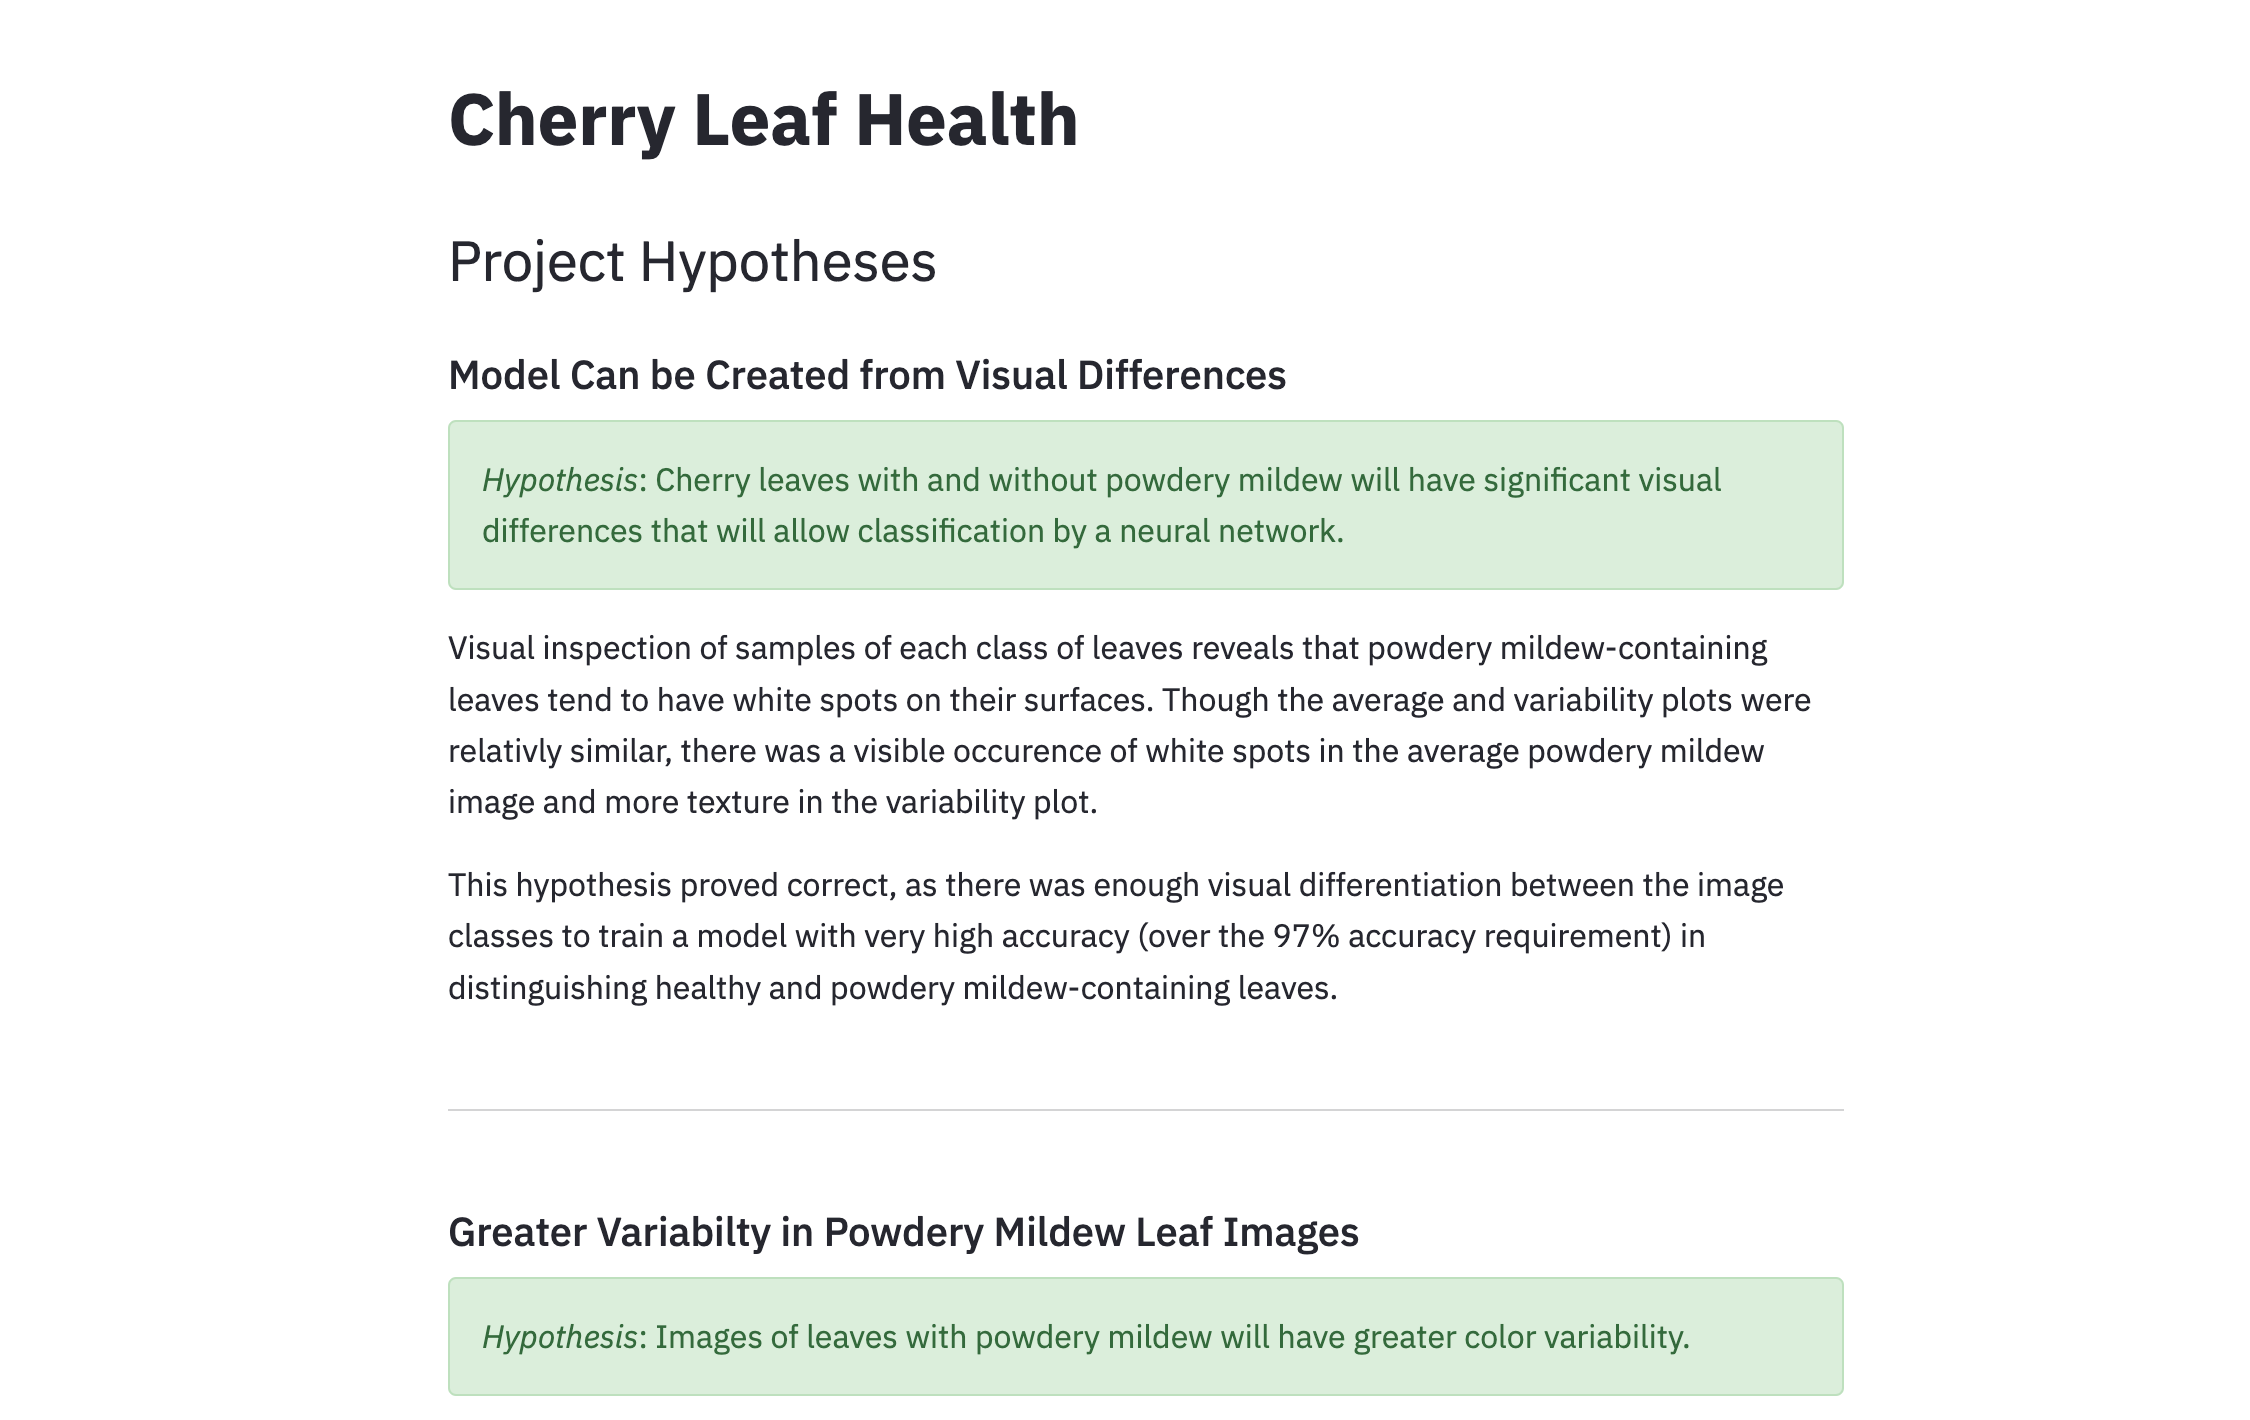 Cherry Leaf Health
Project Hypotheses
Model Can be Created from Visual Differences
Hypothesis: Cherry leaves with and without powdery mildew will have significant visual
differences that will allow classification by a neural network.
Visual inspection of samples of each class of leaves reveals that powdery mildew-containing
leaves tend to have white spots on their surfaces. Though the average and variability plots were
relativly similar, there was a visible occurence of white spots in the average powdery mildew
image and more texture in the variability plot.
This hypothesis proved correct, as there was enough visual differentiation between the image
classes to train a model with very high accuracy (over the 97% accuracy requirement) in
distinguishing healthy and powdery mildew-containing leaves.
Greater Variabilty in Powdery Mildew Leaf Images
Hypothesis: Images of leaves with powdery mildew will have greater color variability.